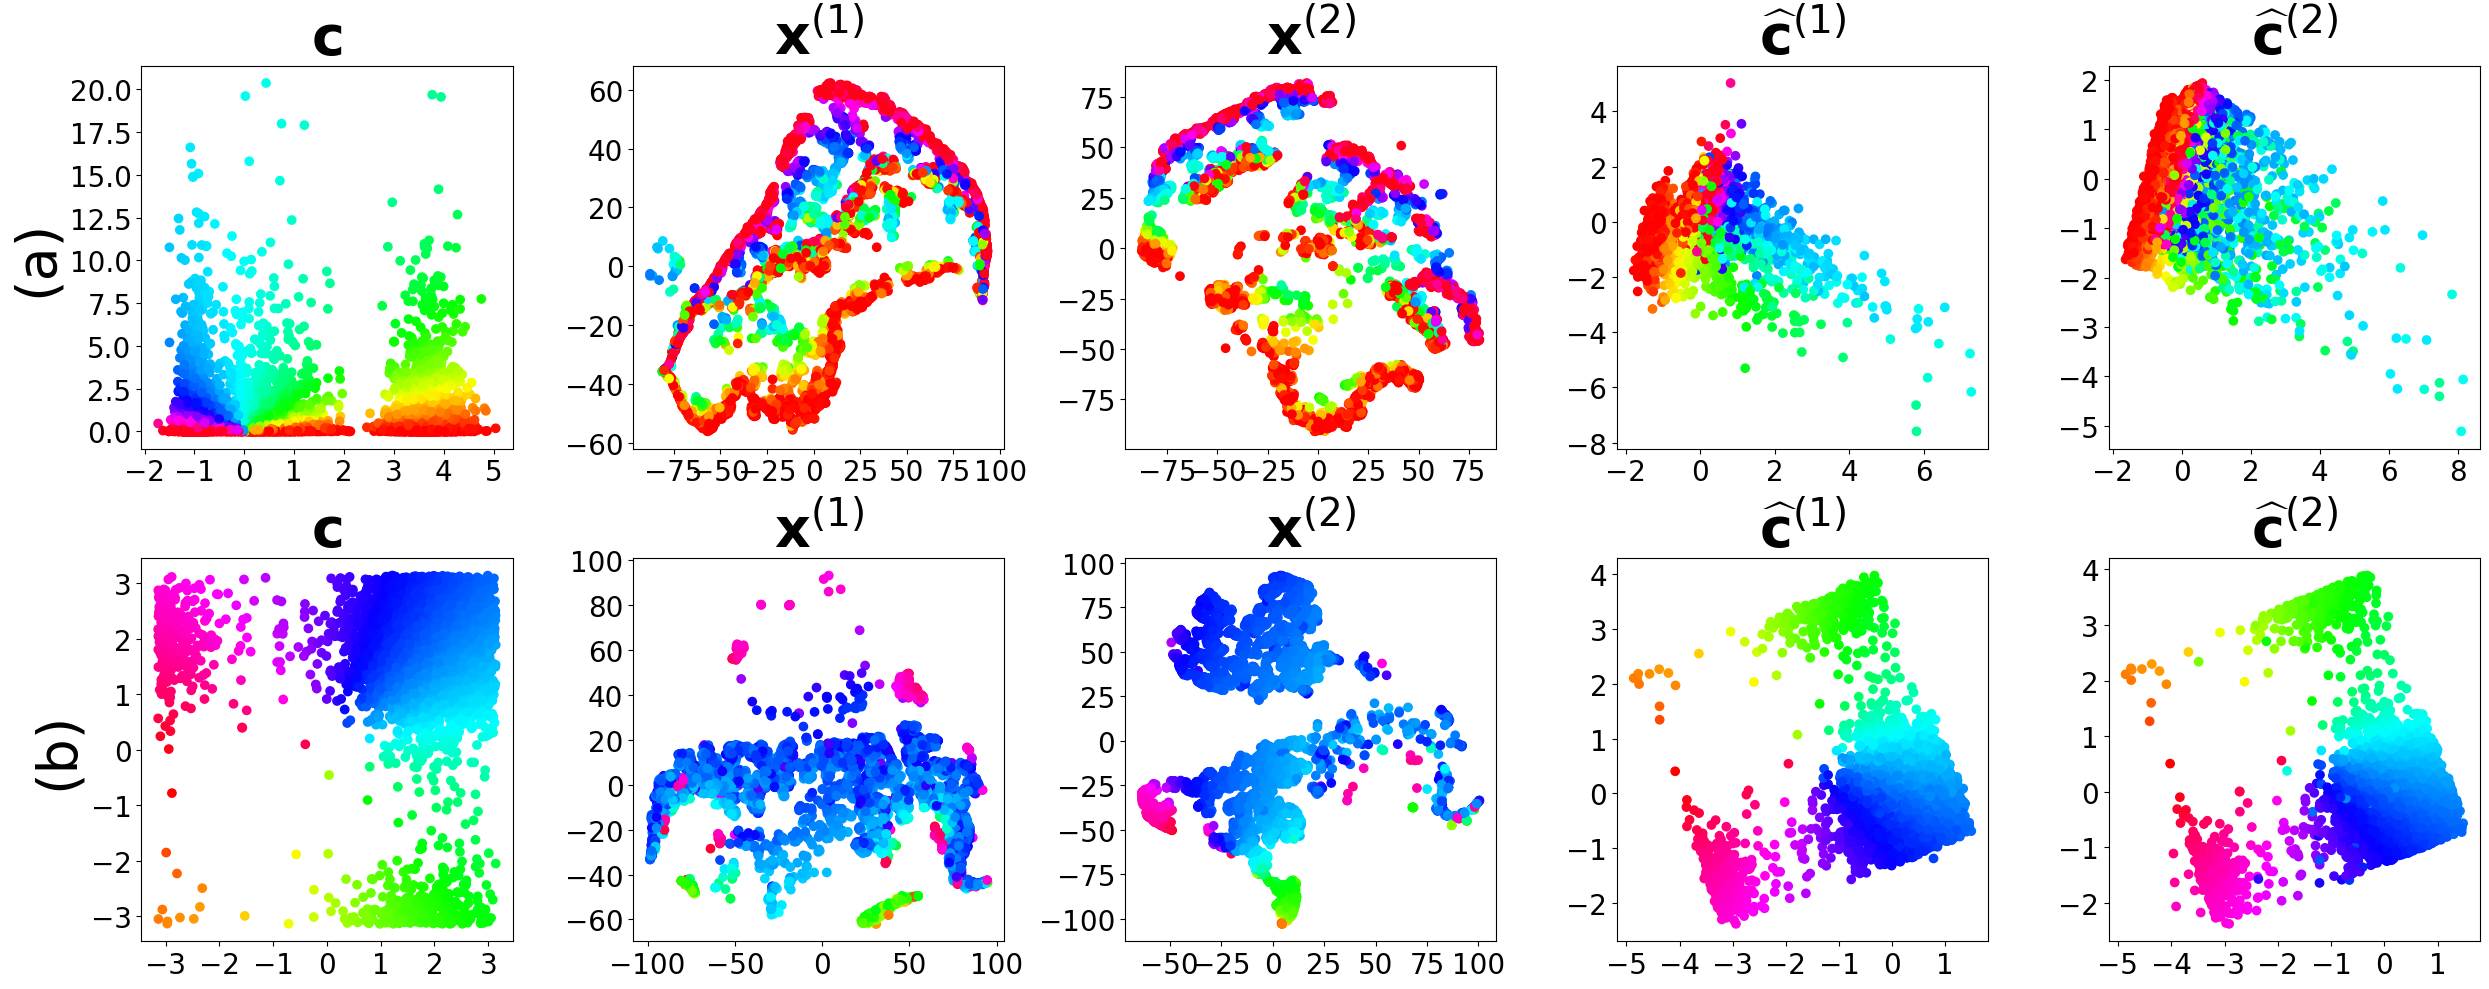 c x(1) x(2) ĉ(1) ĉ(2)
(a)
20.0 17.5 15.0 12.5 10.0 7.5 5.0 2.5 0.0
−2 −1 0 1 2 3 4 5
60 40 20 0 −20 −40 −60
−75 −50 −25 0 25 50 75 100
75 50 25 0 −25 −50 −75
−75 −50 −25 0 25 50 75
4 2 0 −2 −4 −6 −8
−2 0 2 4 6
2 1 0 −1 −2 −3 −4 −5
−2 0 2 4 6 8
c x(1) x(2) ĉ(1) ĉ(2)
(b)
3 2 1 0 −1 −2 −3
−3 −2 −1 0 1 2 3
100 80 60 40 20 0 −20 −40 −60
−100 −50 0 50 100
100 75 50 25 0 −25 −50 −75 −100
−50 −25 0 25 50 75 100
4 3 2 1 0 −1 −2
−5 −4 −3 −2 −1 0 1
4 3 2 1 0 −1 −2
−5 −4 −3 −2 −1 0 1